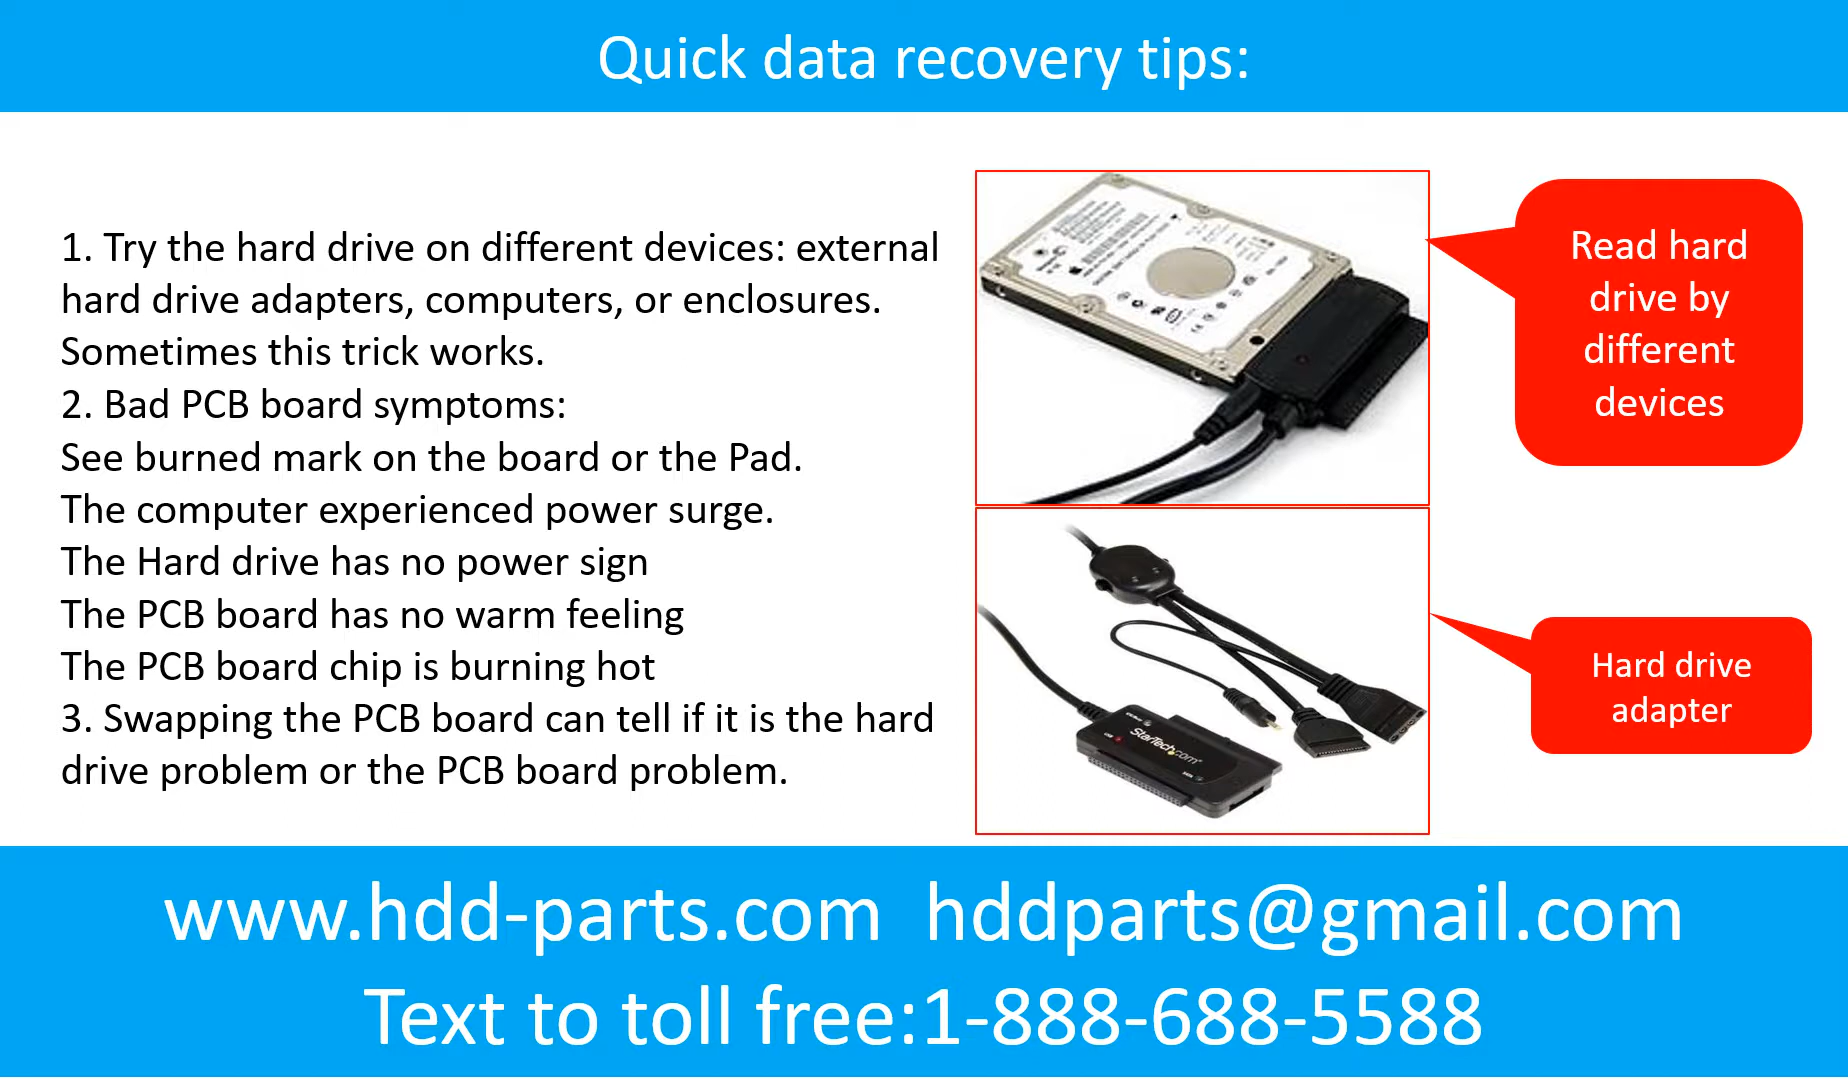 Quick data recovery tips:
1. Try the hard drive on different devices: external
hard drive adapters, computers, or enclosures.
Sometimes this trick works.
2. Bad PCB board symptoms:
See burned mark on the board or the Pad.
The computer experienced power surge.
The Hard drive has no power sign
The PCB board has no warm feeling
The PCB board chip is burning hot
3. Swapping the PCB board can tell if it is the hard
drive problem or the PCB board problem.
Read hard
drive by
different
devices
Hard drive
adapter
StarTech.com
www.hdd-parts.com hddparts@gmail.com
Text to toll free:1-888-688-5588